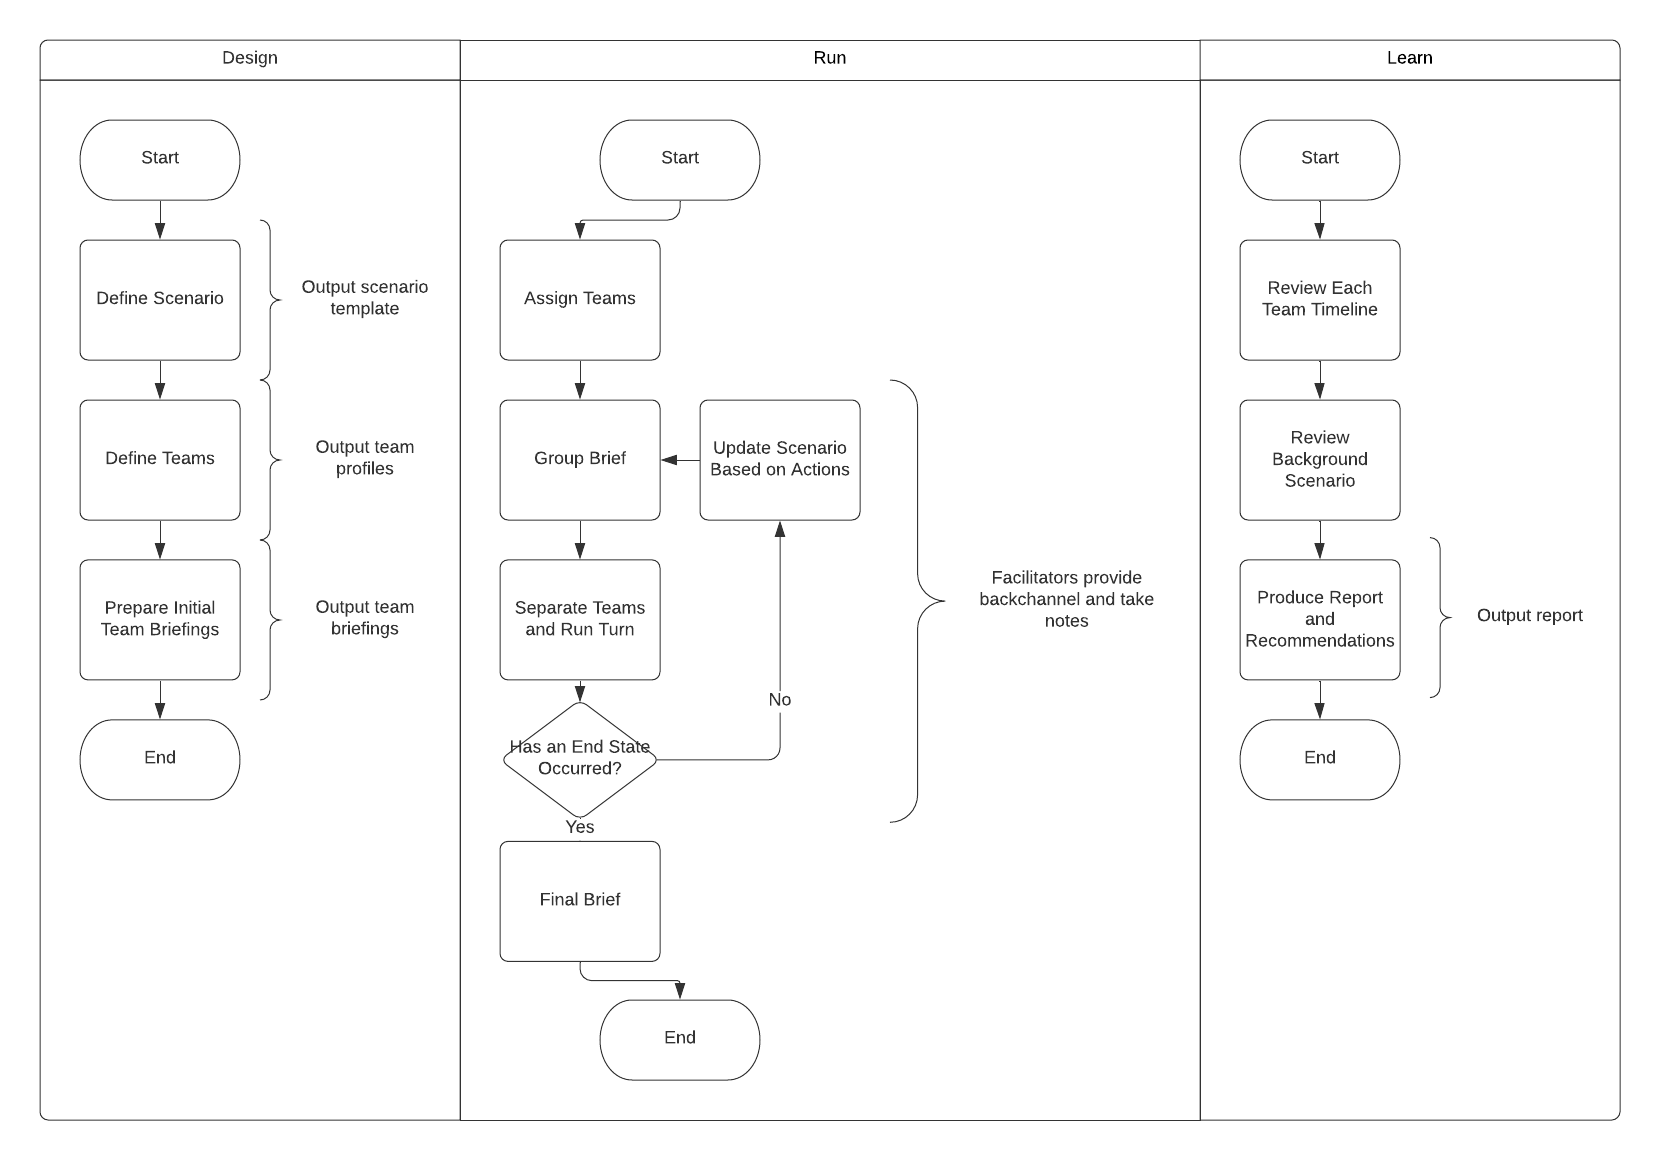 Design
Run
Learn
Start
Define Scenario
Output scenario
template
Define Teams
Output team
profiles
Prepare Initial
Team Briefings
Output team
briefings
End
Start
Assign Teams
Group Brief
Update Scenario
Based on Actions
Separate Teams
and Run Turn
Has an End State
Occurred?
No
Yes
Facilitators provide
backchannel and take
notes
Final Brief
End
Start
Review Each
Team Timeline
Review
Background
Scenario
Produce Report
and
Recommendations
Output report
End